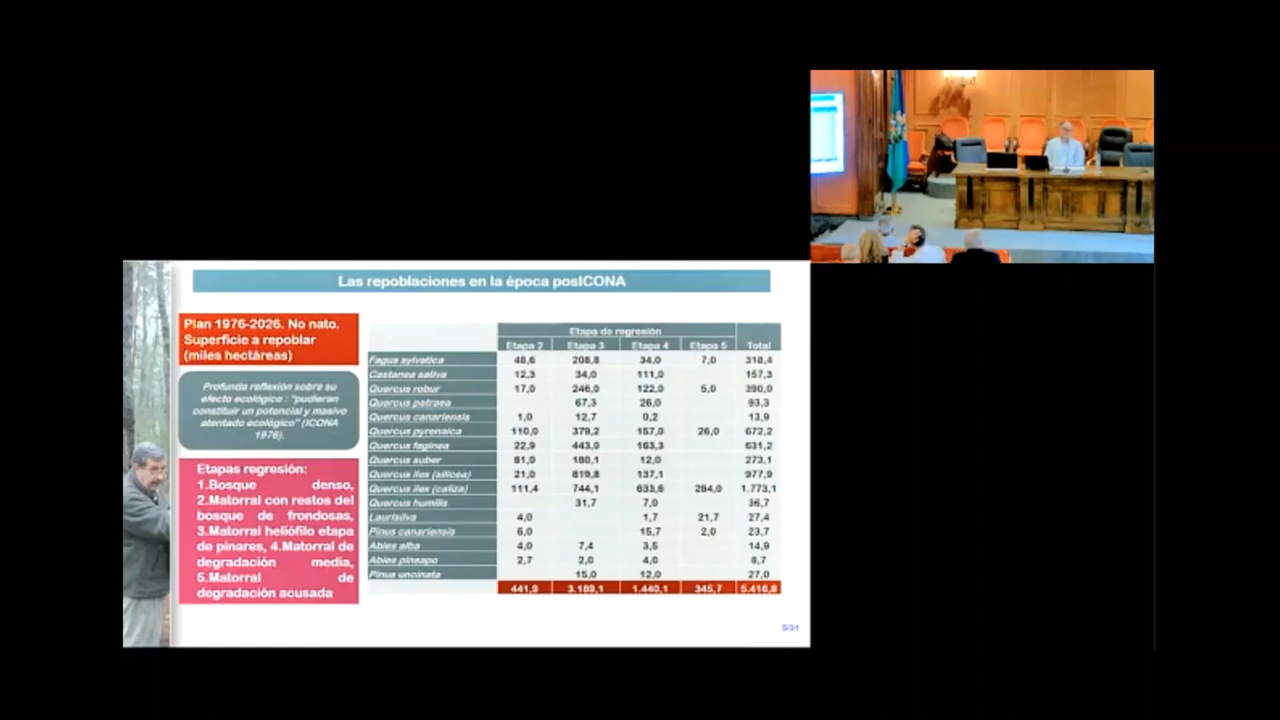 Las repoblaciones en la época posICONA
Plan 1976-2026. No nato.
Superficie a repoblar
(miles hectáreas)
Profunda reflexión sobre su
efecto ecológico : "pudieran
constituir un potencial y masivo
atentado ecológico" (ICONA
1976).
Etapas regresión:
1.Bosque denso,
2.Matorral con restos del
bosque de frondosas,
3.Matorral heliófilo etapa
de pinares, 4.Matorral de
degradación media,
5.Matorral de
degradación acusada
Etapa de regresión
Etapa 2 Etapa 3 Etapa 4 Etapa 5 Total
Fagus sylvatica 48,6 208,8 34,0 7,0 318,4
Castanea sativa 12,3 34,0 111,0 157,3
Quercus robur 17,0 246,0 122,0 5,0 390,0
Quercus petraea 67,3 26,0 93,3
Quercus canariensis 1,0 12,7 0,2 13,9
Quercus pyrenaica 110,0 379,2 157,0 26,0 672,2
Quercus faginea 22,9 443,0 163,3 631,2
Quercus suber 81,0 180,1 12,0 273,1
Quercus ilex (silícea) 21,0 819,8 137,1 977,9
Quercus ilex (caliza) 111,4 744,1 633,6 284,0 1.773,1
Quercus humilis 31,7 7,0 36,7
Laurisilva 4,0 1,7 21,7 27,4
Pinus canariensis 6,0 15,7 2,0 23,7
Abies alba 4,0 7,4 3,5 14,9
Abies pinsapo 2,7 2,0 4,0 8,7
Pinus uncinata 15,0 12,0 27,0
441,9 3.189,1 1.440,1 345,7 5.416,8
5/31